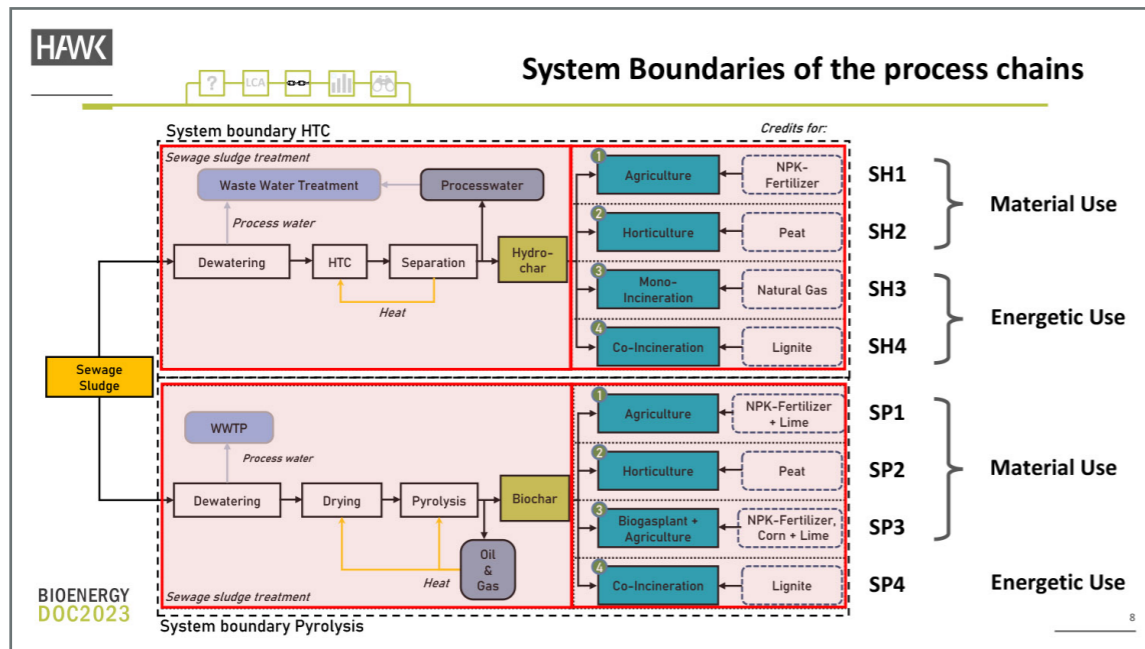 HAWK
?
LCA
System Boundaries of the process chains
System boundary HTC
Credits for:
Sewage sludge treatment
Waste Water Treatment
Processwater
Process water
Dewatering
HTC
Separation
Hydro-
char
Heat
1
Agriculture
NPK-
Fertilizer
SH1
2
Horticulture
Peat
SH2
Material Use
3
Mono-
Incineration
Natural Gas
SH3
4
Co-Incineration
Lignite
SH4
Energetic Use
Sewage
Sludge
WWTP
Process water
Dewatering
Drying
Pyrolysis
Biochar
Oil
&
Gas
Heat
Sewage sludge treatment
System boundary Pyrolysis
1
Agriculture
NPK-Fertilizer
+ Lime
SP1
2
Horticulture
Peat
SP2
Material Use
3
Biogasplant +
Agriculture
NPK-Fertilizer,
Corn + Lime
SP3
4
Co-Incineration
Lignite
SP4
Energetic Use
BIOENERGY
DOC2023
8